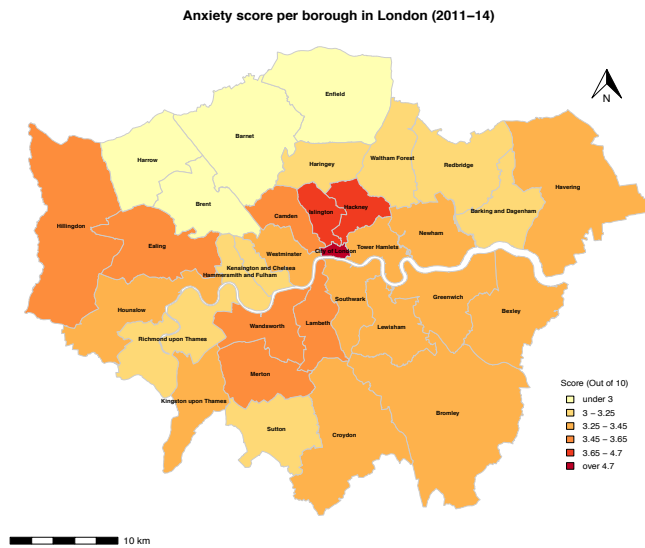 Anxiety score per borough in London (2011–14)
Enfield
N
Barnet
Harrow
Haringey
Waltham Forest
Redbridge
Havering
Brent
Islington
Hackney
Barking and Dagenham
Camden
Hillingdon
Ealing
Newham
Tower Hamlets
City of London
Westminster
Kensington and Chelsea
Hammersmith and Fulham
Hounslow
Southwark
Greenwich
Bexley
Wandsworth
Lambeth
Lewisham
Richmond upon Thames
Merton
Kingston upon Thames
Bromley
Sutton
Croydon
Score (Out of 10)
under 3
3 – 3.25
3.25 – 3.45
3.45 – 3.65
3.65 – 4.7
over 4.7
10 km